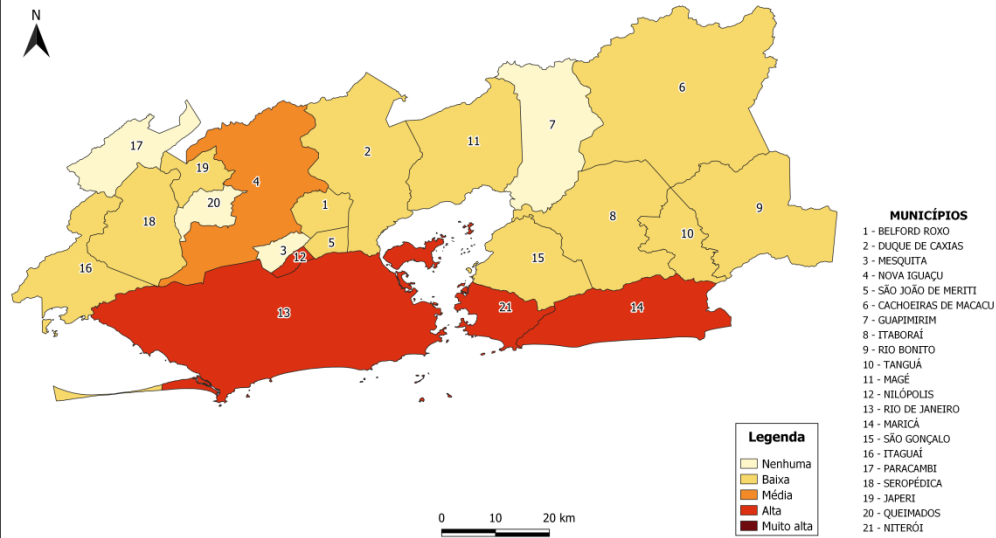 N
6
7
11
2
17
19
4
20
1
18
8
9
10
3
5
12
15
16
13
21
14
MUNICÍPIOS
1 - BELFORD ROXO
2 - DUQUE DE CAXIAS
3 - MESQUITA
4 - NOVA IGUAÇU
5 - SÃO JOÃO DE MERITI
6 - CACHOEIRAS DE MACACU
7 - GUAPIMIRIM
8 - ITABORAÍ
9 - RIO BONITO
10 - TANGUÁ
11 - MAGÉ
12 - NILÓPOLIS
13 - RIO DE JANEIRO
14 - MARICÁ
15 - SÃO GONÇALO
16 - ITAGUAÍ
17 - PARACAMBI
18 - SEROPÉDICA
19 - JAPERI
20 - QUEIMADOS
21 - NITERÓI
Legenda
Nenhuma
Baixa
Média
Alta
Muito alta
0 10 20 km